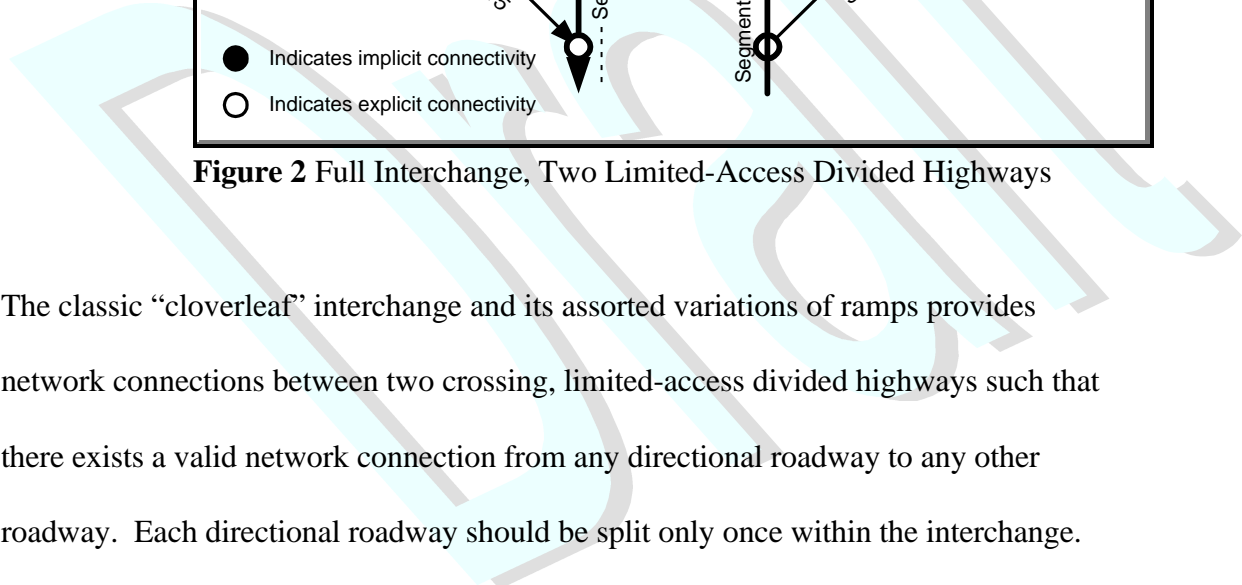 Segment
Indicates implicit connectivity
Indicates explicit connectivity
Figure 2 Full Interchange, Two Limited-Access Divided Highways
The classic “cloverleaf” interchange and its assorted variations of ramps provides
network connections between two crossing, limited-access divided highways such that
there exists a valid network connection from any directional roadway to any other
roadway.  Each directional roadway should be split only once within the interchange.
Draft